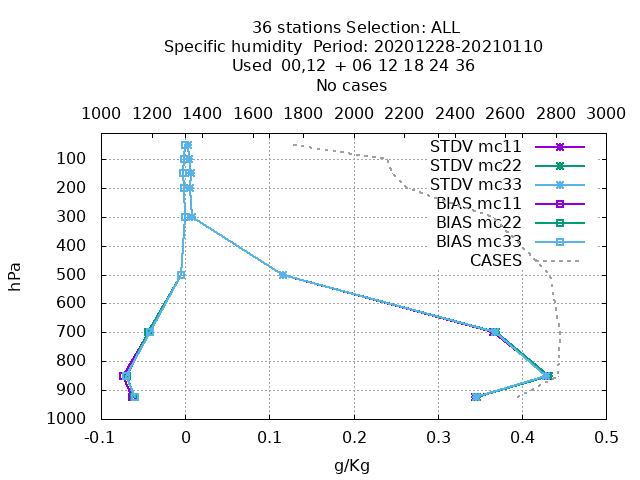 36 stations Selection: ALL
Specific humidity  Period: 20201228-20210110
Used  00,12  + 06 12 18 24 36
No cases
1000 1200 1400 1600 1800 2000 2200 2400 2600 2800 3000
STDV mc11
STDV mc22
STDV mc33
BIAS mc11
BIAS mc22
BIAS mc33
CASES
100
200
300
400
500
600
700
800
900
1000
hPa
-0.1 0 0.1 0.2 0.3 0.4 0.5
g/Kg